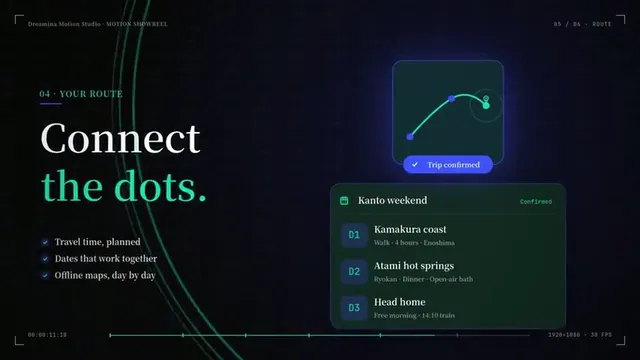 Dreamina Motion Studio · MOTION SHOWREEL
05 / 06 · ROUTE
04 · YOUR ROUTE
Connect
the dots.
Travel time, planned
Dates that work together
Offline maps, day by day
Trip confirmed
Kanto weekend
Confirmed
D1
Kamakura coast
Walk · 4 hours · Enoshima
D2
Atami hot springs
Ryokan · Dinner · Open-air bath
D3
Head home
Free morning · 14:10 train
00:00:11:18
1920×1080 · 30 FPS